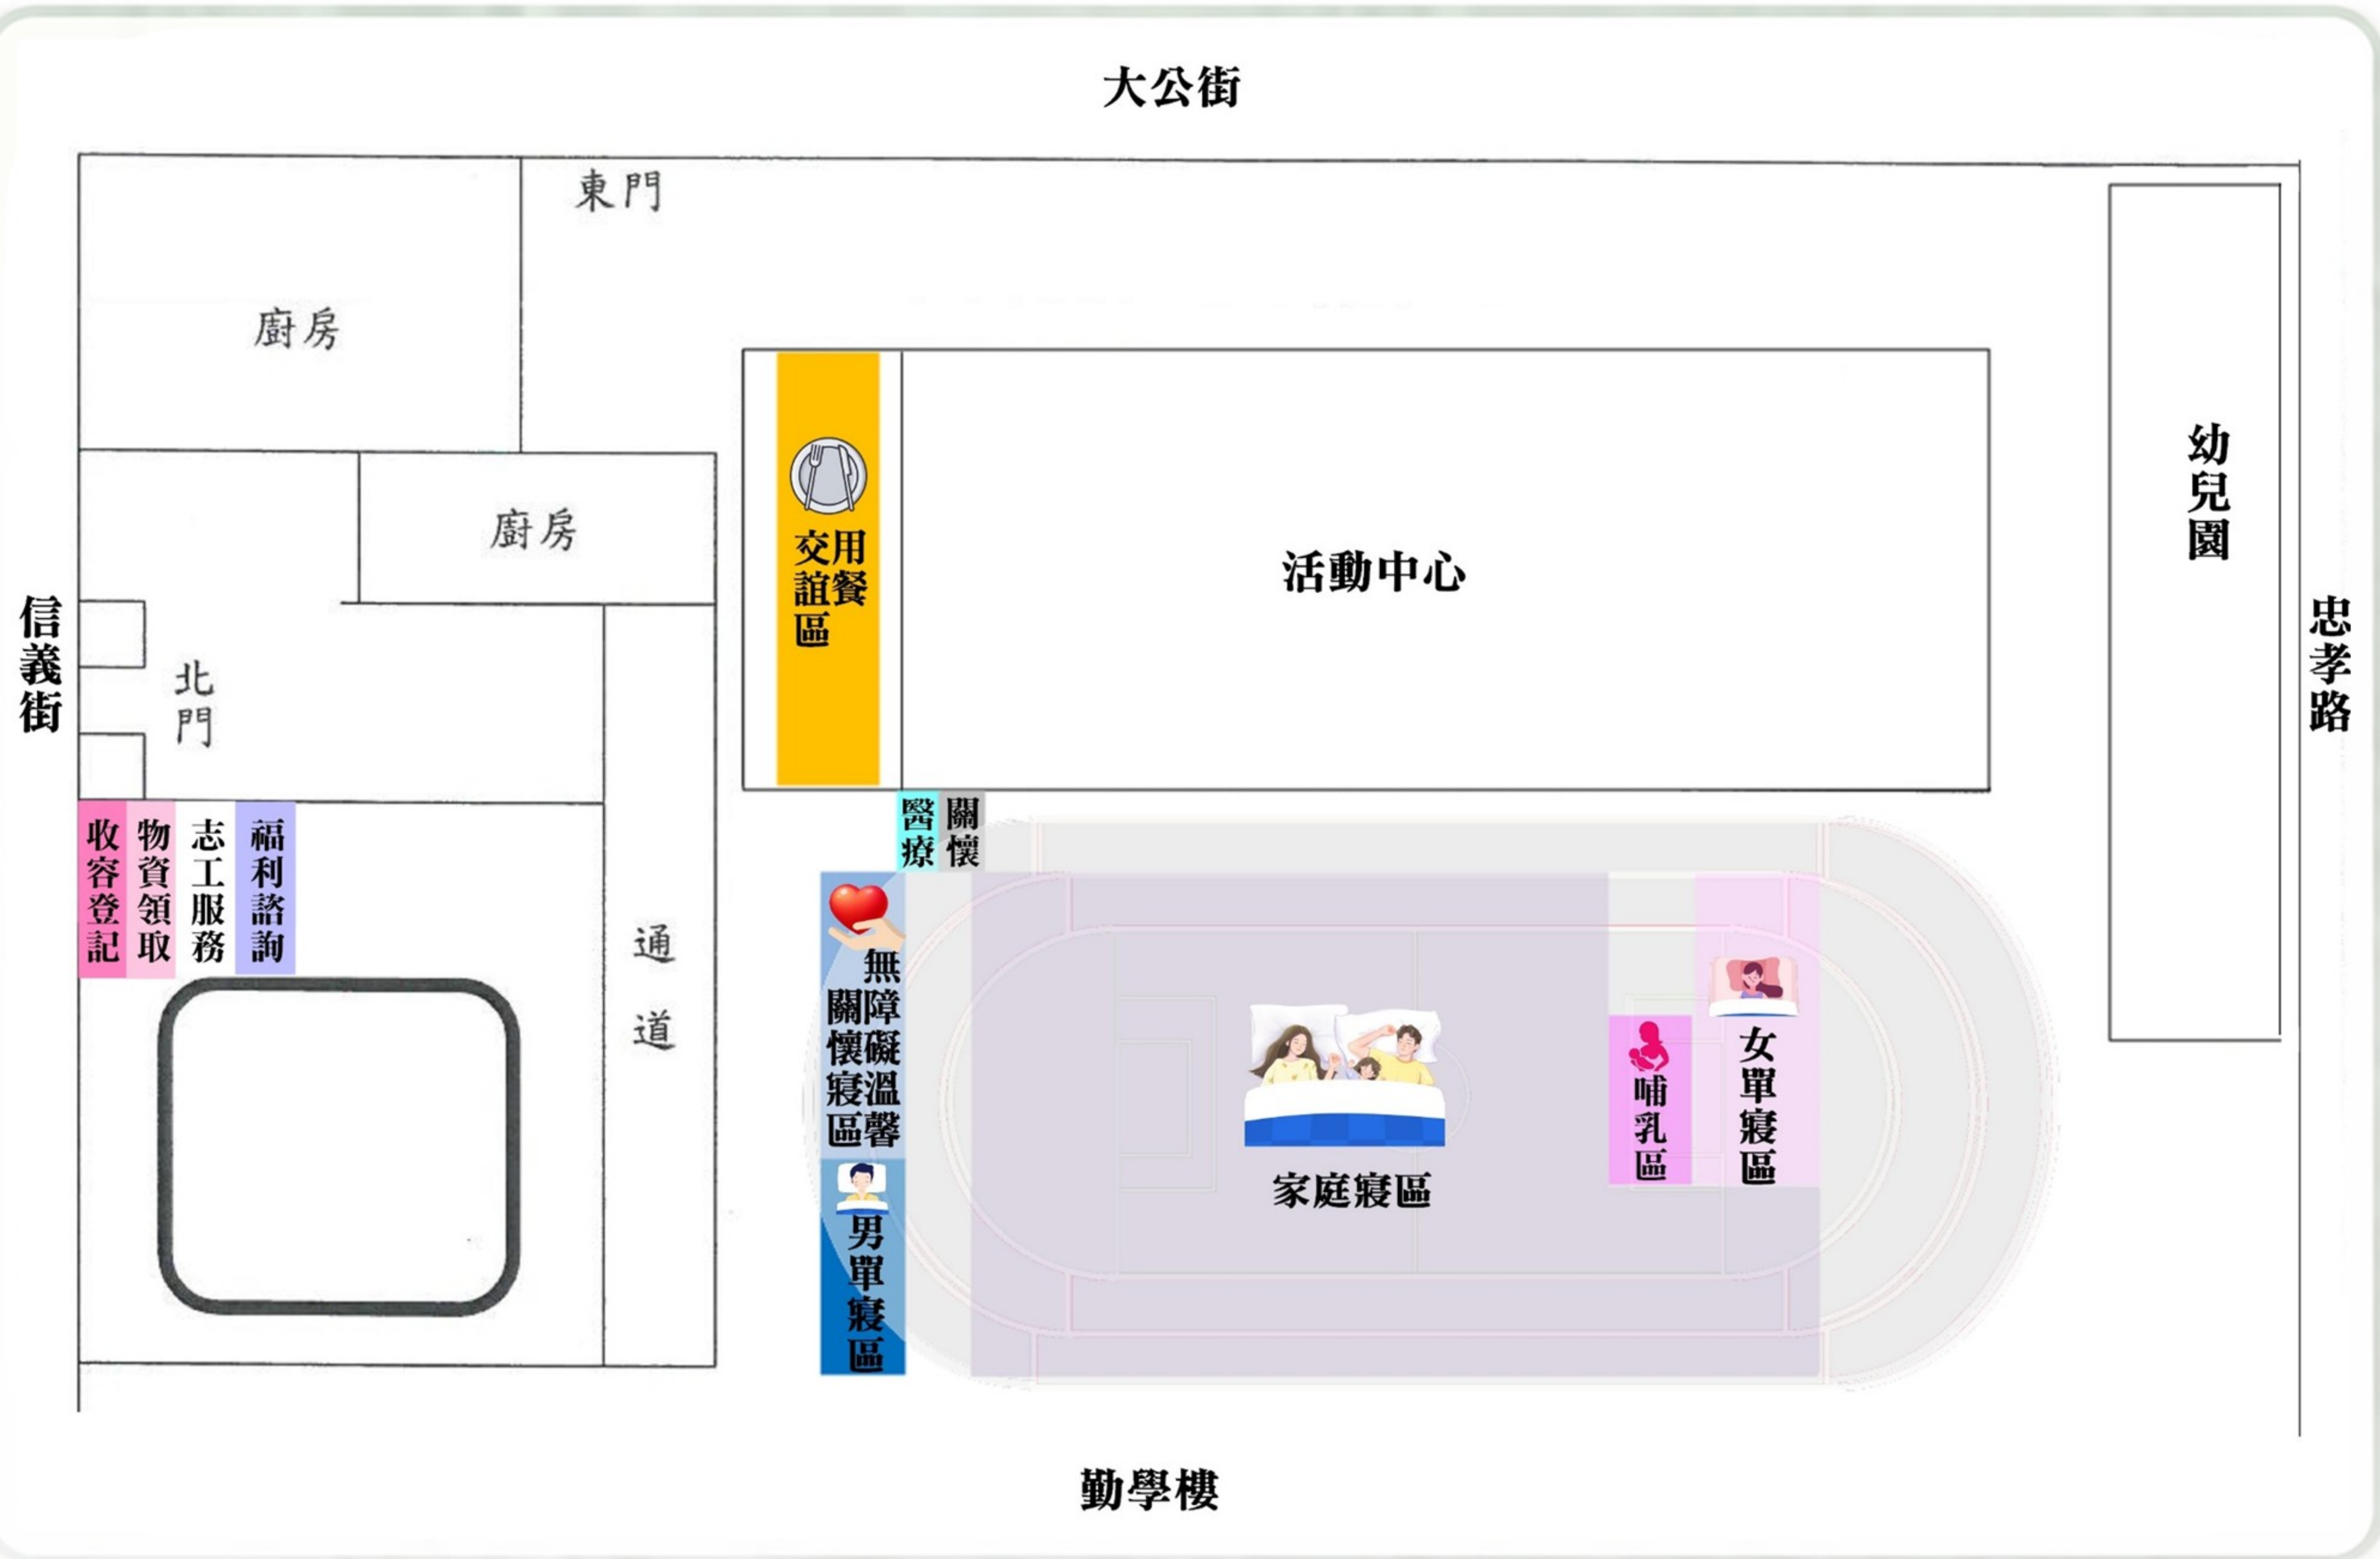 大公街
東門
廚房
廚房
信義街
北門
收容登記
物資領取
志工服務
福利諮詢
通道
用餐
交誼區
活動中心
幼兒園
忠孝路
醫療
關懷
無障礙溫馨
關懷寢區
男單寢區
家庭寢區
哺乳區
女單寢區
勤學樓